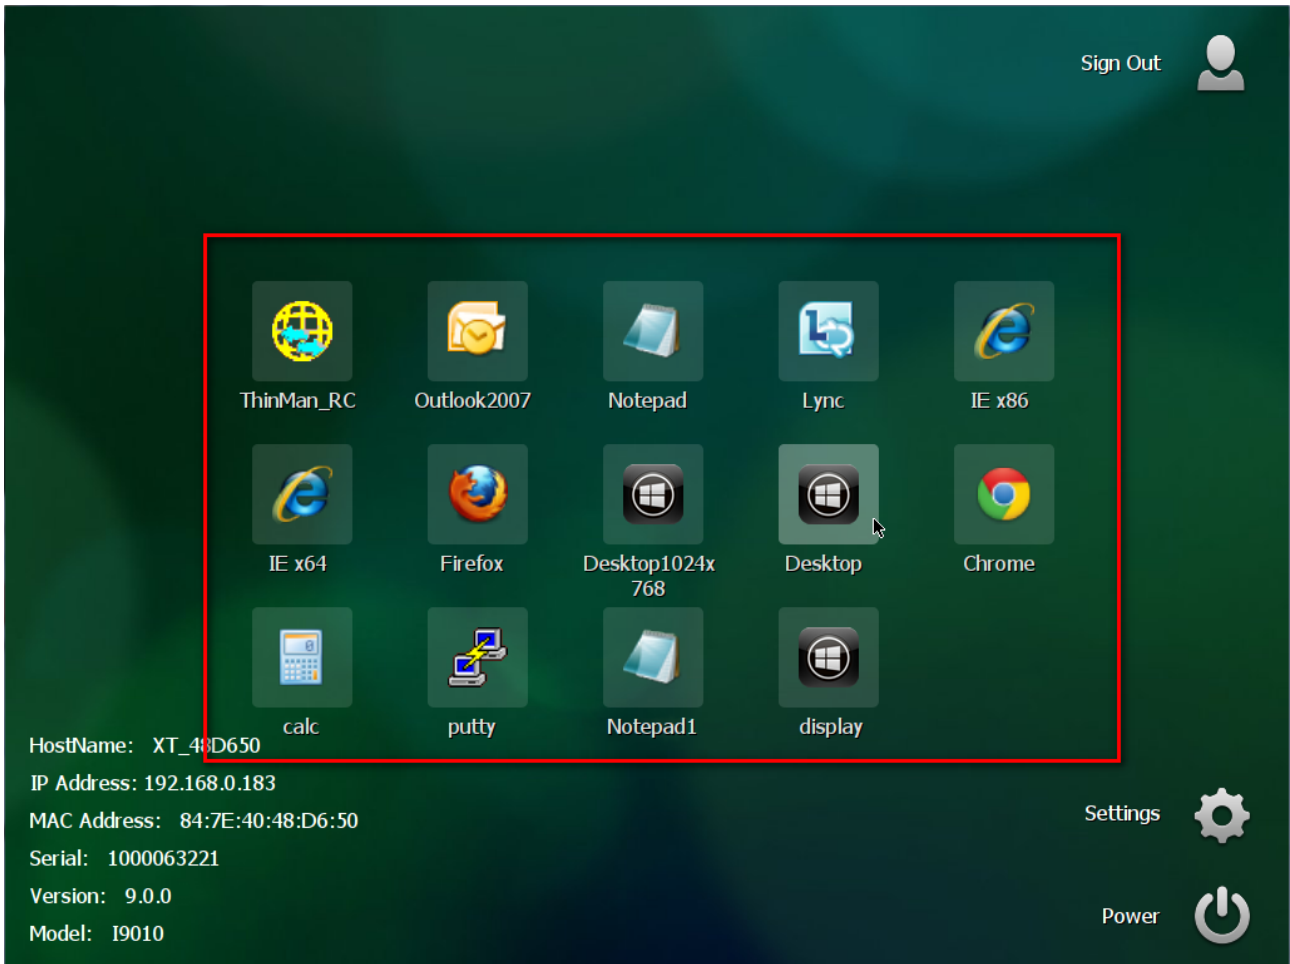 Sign Out
ThinMan_RC
Outlook2007
Notepad
Lync
IE x86
IE x64
Firefox
Desktop1024x
768
Desktop
Chrome
calc
putty
Notepad1
display
HostName: XT_48D650
IP Address: 192.168.0.183
MAC Address: 84:7E:40:48:D6:50
Serial: 1000063221
Version: 9.0.0
Model: I9010
Settings
Power